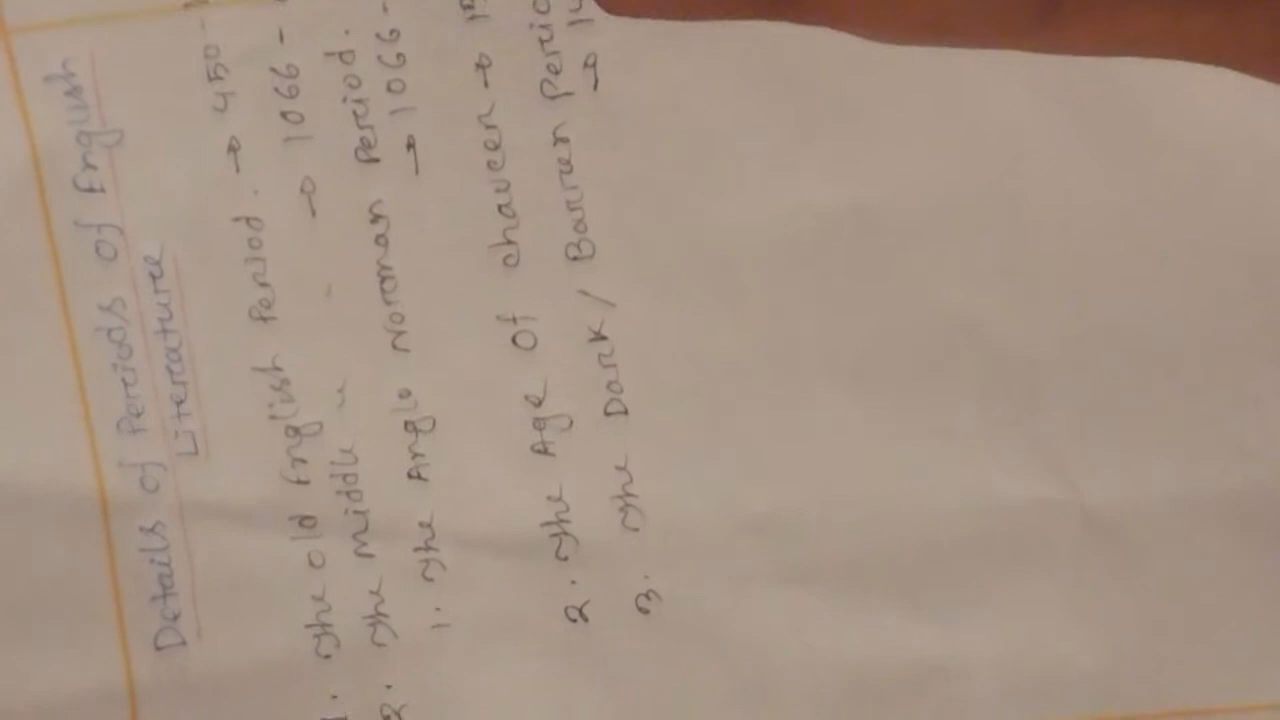 Details of Periods of English
Literature
1. The old English Period. → 450-
2. The middle " " → 1066-
1. The Anglo Norman Period.
→ 1066-
2. The Age of chaucer →
3. The Dark / Barren Perio
→